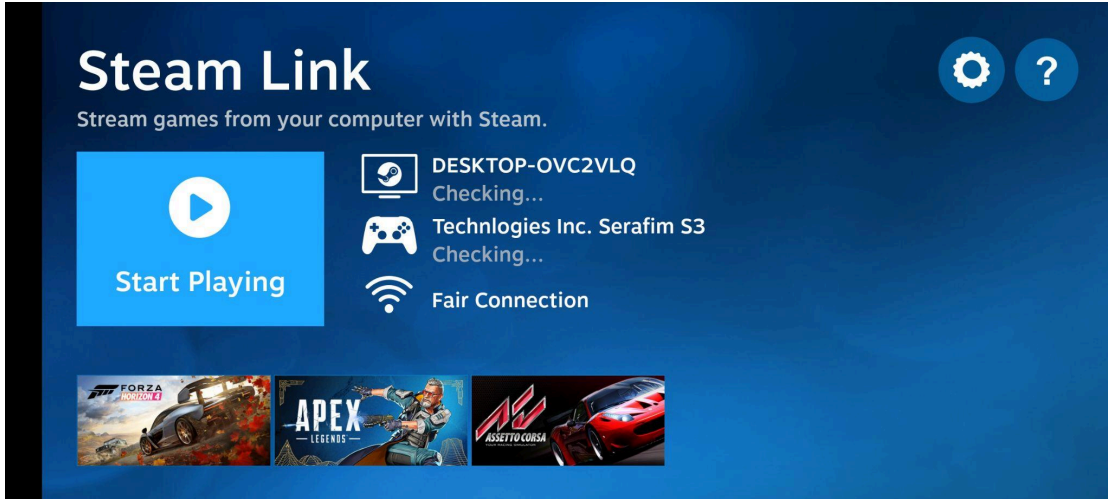 Steam Link
?
Stream games from your computer with Steam.
DESKTOP-OVC2VLQ
Checking...
Technlogies Inc. Serafim S3
Checking...
Start Playing
Fair Connection
FORZA
HORIZON 4
APEX
LEGENDS
ASSETTO CORSA